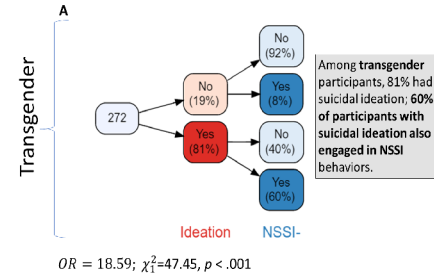 A
Transgender
272
No
(19%)
Yes
(81%)
No
(92%)
Yes
(8%)
No
(40%)
Yes
(60%)
Ideation
NSSI-
Among transgender
participants, 81% had
suicidal ideation; 60%
of participants with
suicidal ideation also
engaged in NSSI
behaviors.
OR = 18.59; χ²₁=47.45, p < .001